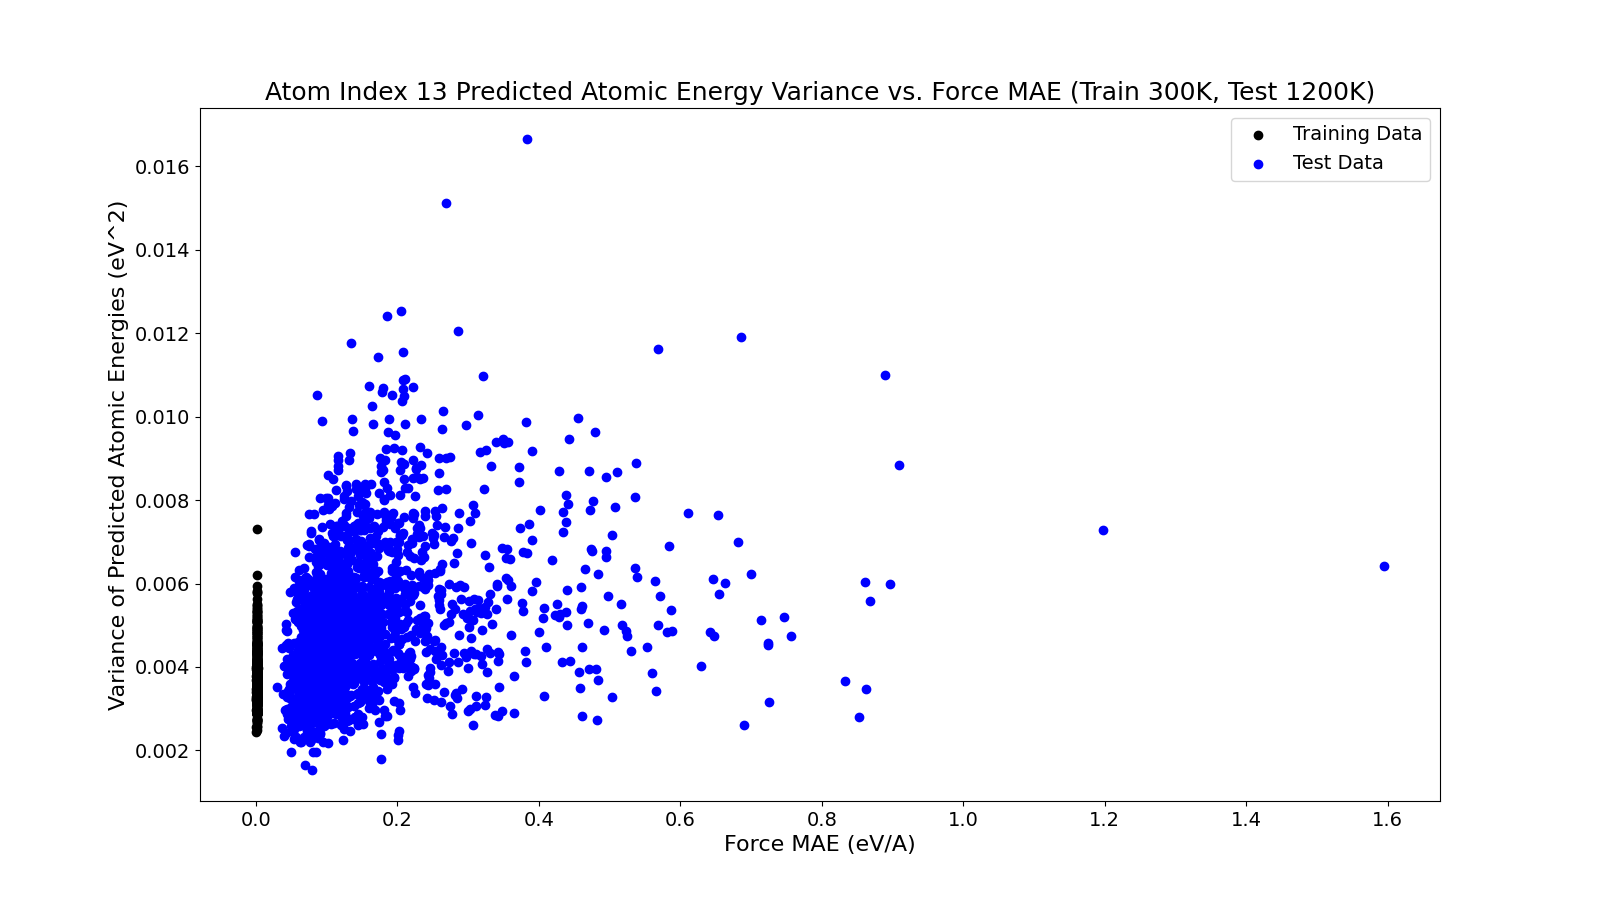 Atom Index 13 Predicted Atomic Energy Variance vs. Force MAE (Train 300K, Test 1200K)
Training Data
Test Data
Variance of Predicted Atomic Energies (eV^2)
0.016
0.014
0.012
0.010
0.008
0.006
0.004
0.002
0.0 0.2 0.4 0.6 0.8 1.0 1.2 1.4 1.6
Force MAE (eV/A)